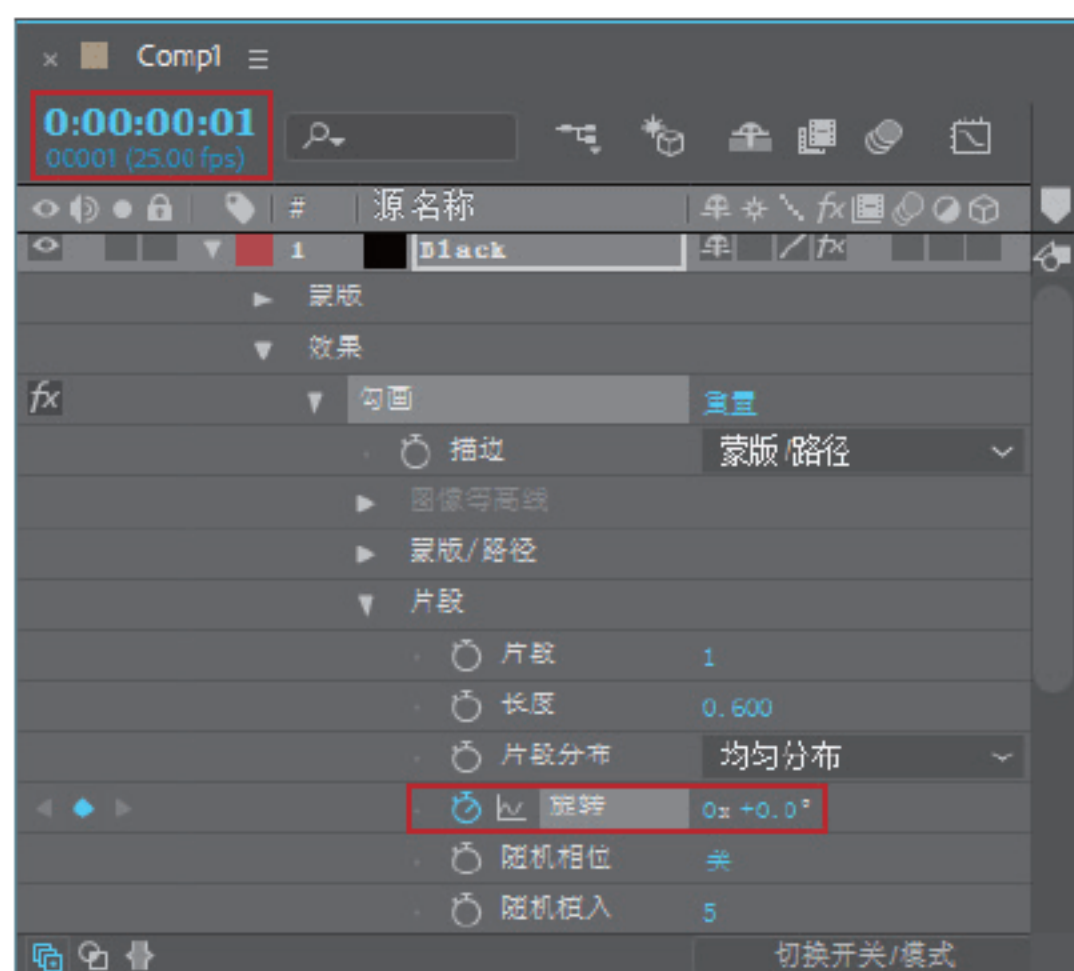 Comp1
0:00:00:01
00001 (25.00 fps)
# 源名称 fx
1 Black fx
蒙版
效果
fx 勾画 重置
描边 蒙版/路径
图像等高线
蒙版/路径
片段
片段 1
长度 0.600
片段分布 均匀分布
旋转 0x +0.0°
随机相位 关
随机植入 5
切换开关/模式